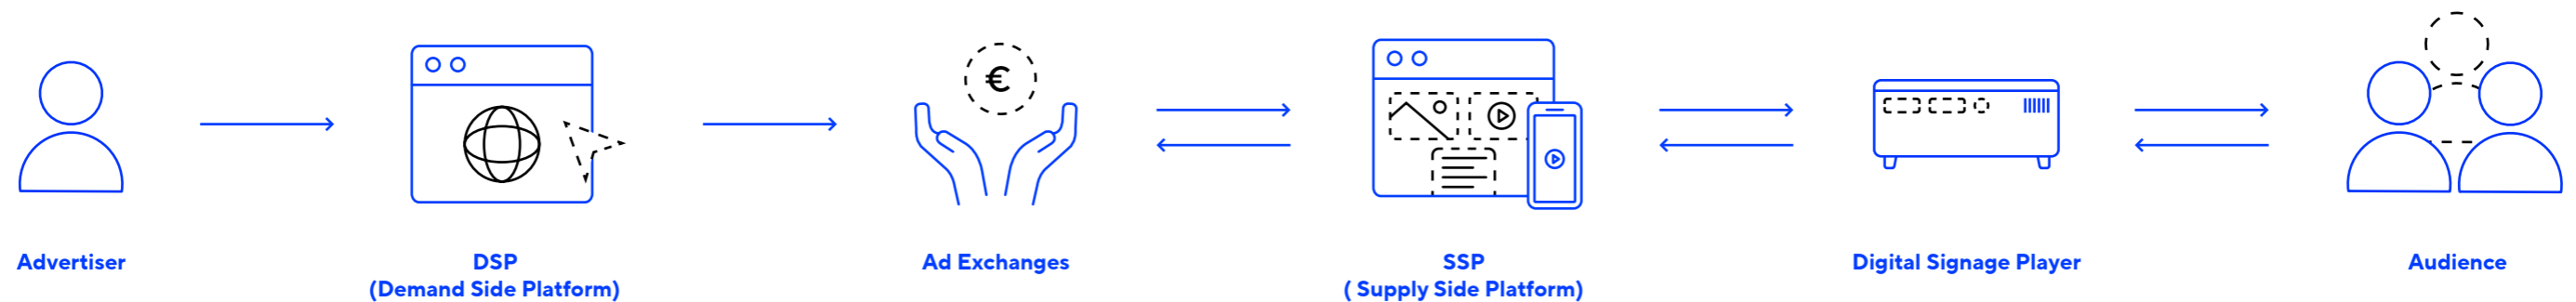 €
Advertiser
DSP
(Demand Side Platform)
Ad Exchanges
SSP
( Supply Side Platform)
Digital Signage Player
Audience